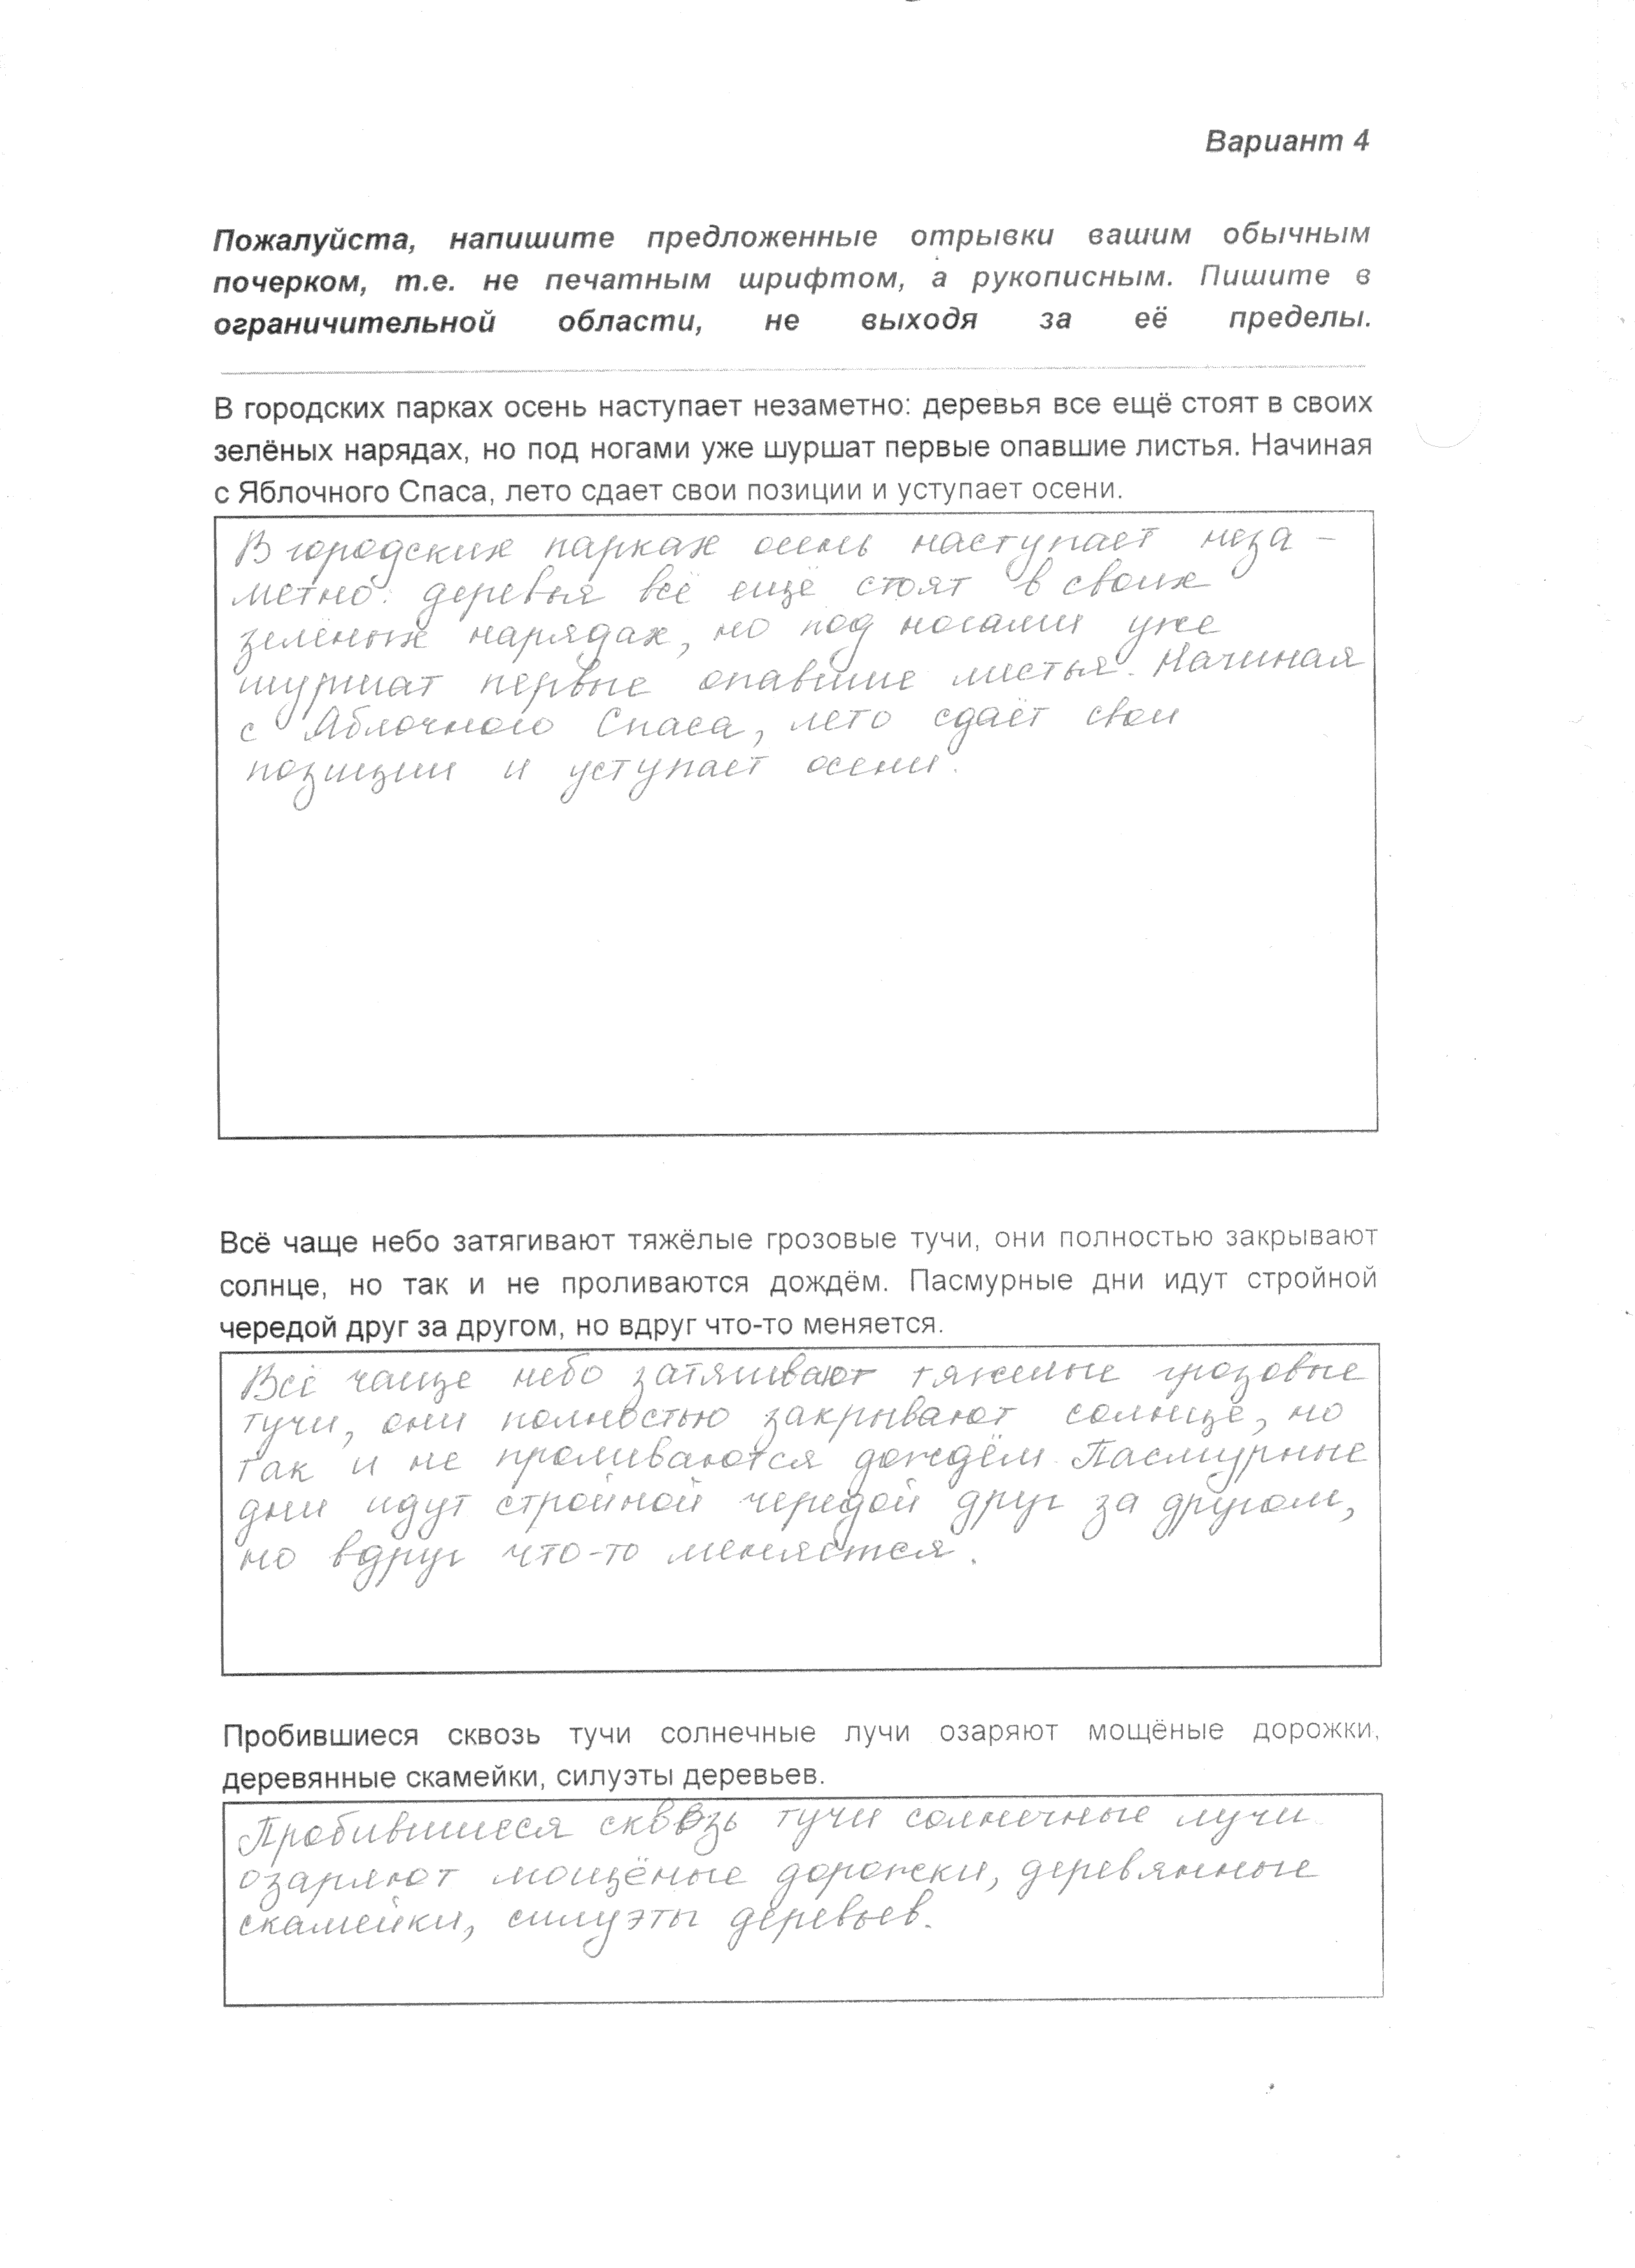 Вариант 4
Пожалуйста, напишите предложенные отрывки вашим обычным
почерком, т.е. не печатным шрифтом, а рукописным. Пишите в
ограничительной области, не выходя за её пределы.
В городских парках осень наступает незаметно: деревья все ещё стоят в своих
зелёных нарядах, но под ногами уже шуршат первые опавшие листья. Начиная
с Яблочного Спаса, лето сдает свои позиции и уступает осени.
В городских парках осень наступает неза-
метно: деревья всё ещё стоят в своих
зелёных нарядах, но под ногами уже
шуршат первые опавшие листья. Начиная
с Яблочного Спаса, лето сдаёт свои
позиции и уступает осени.
Всё чаще небо затягивают тяжёлые грозовые тучи, они полностью закрывают
солнце, но так и не проливаются дождём. Пасмурные дни идут стройной
чередой друг за другом, но вдруг что-то меняется.
Всё чаще небо затягивают тяжелые грозовые
тучи, они полностью закрывают солнце, но
так и не проливаются дождём. Пасмурные
дни идут стройной чередой друг за другом,
но вдруг что-то меняется.
Пробившиеся сквозь тучи солнечные лучи озаряют мощёные дорожки,
деревянные скамейки, силуэты деревьев.
Пробившиеся сквозь тучи солнечные лучи
озаряют мощёные дорожки, деревянные
скамейки, силуэты деревьев.